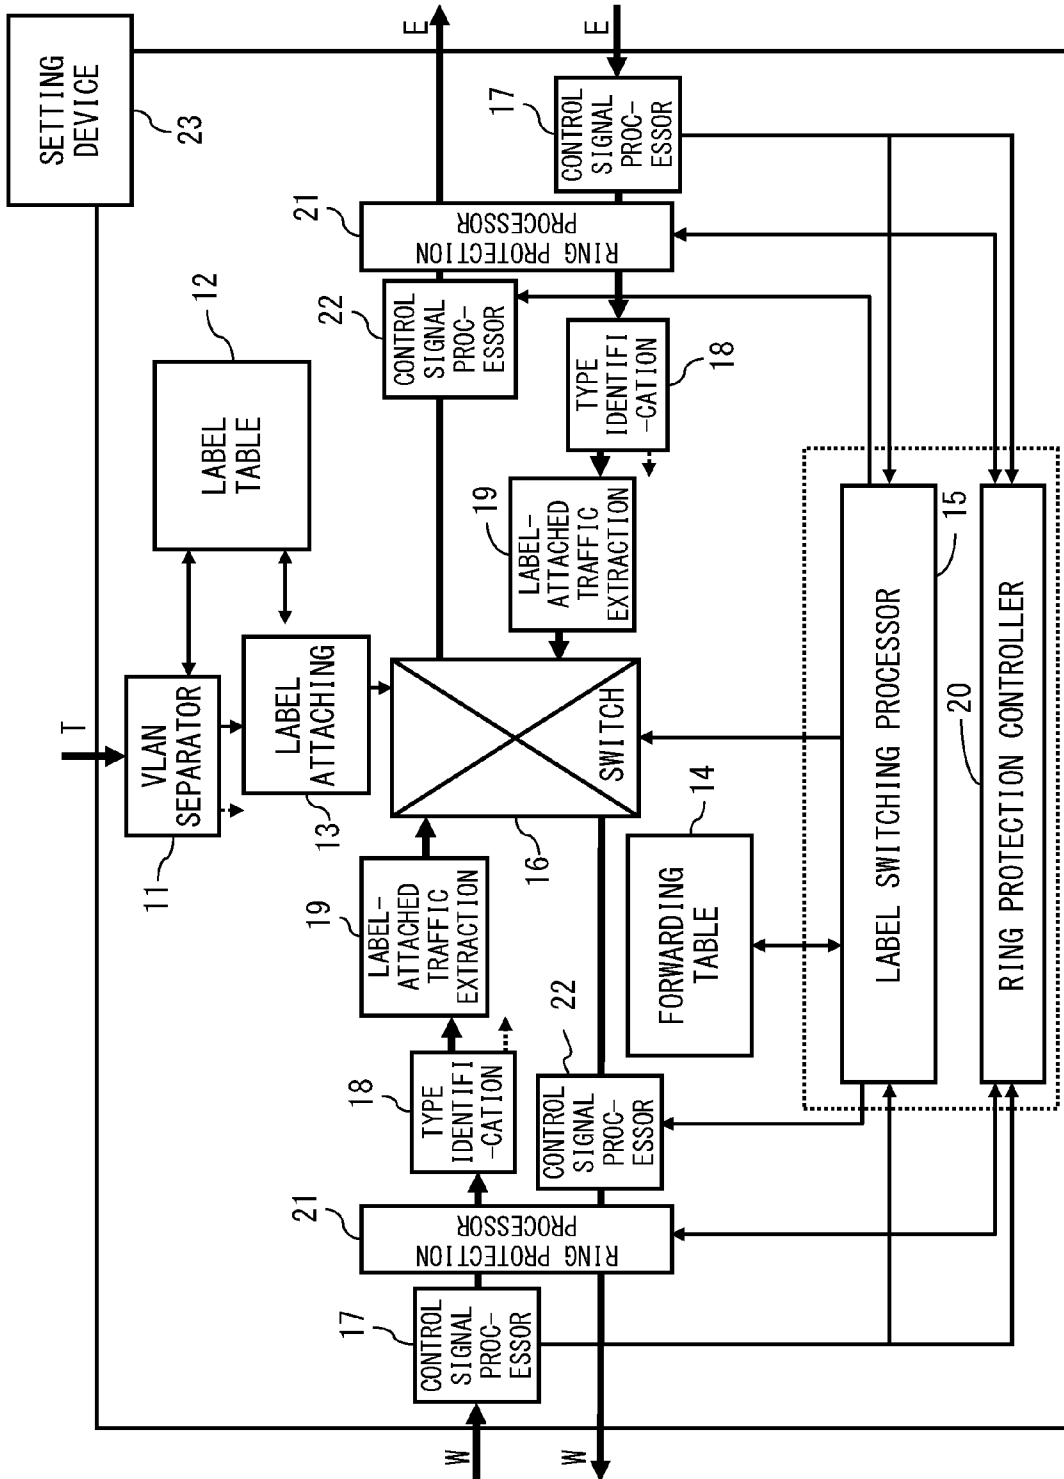 SETTING
DEVICE
23
T
VLAN
SEPARATOR
11
LABEL
TABLE
12
LABEL
ATTACHING
13
W
CONTROL
SIGNAL
PROC-
ESSOR
17
RING PROTECTION
PROCESSOR
21
TYPE
IDENTIFI
-CATION
18
LABEL-
ATTACHED
TRAFFIC
EXTRACTION
19
SWITCH
16
CONTROL
SIGNAL
PROC-
ESSOR
22
RING PROTECTION
PROCESSOR
21
E
W
CONTROL
SIGNAL
PROC-
ESSOR
22
FORWARDING
TABLE
14
LABEL-
ATTACHED
TRAFFIC
EXTRACTION
19
TYPE
IDENTIFI
-CATION
18
CONTROL
SIGNAL
PROC-
ESSOR
17
E
LABEL SWITCHING PROCESSOR
15
RING PROTECTION CONTROLLER
20